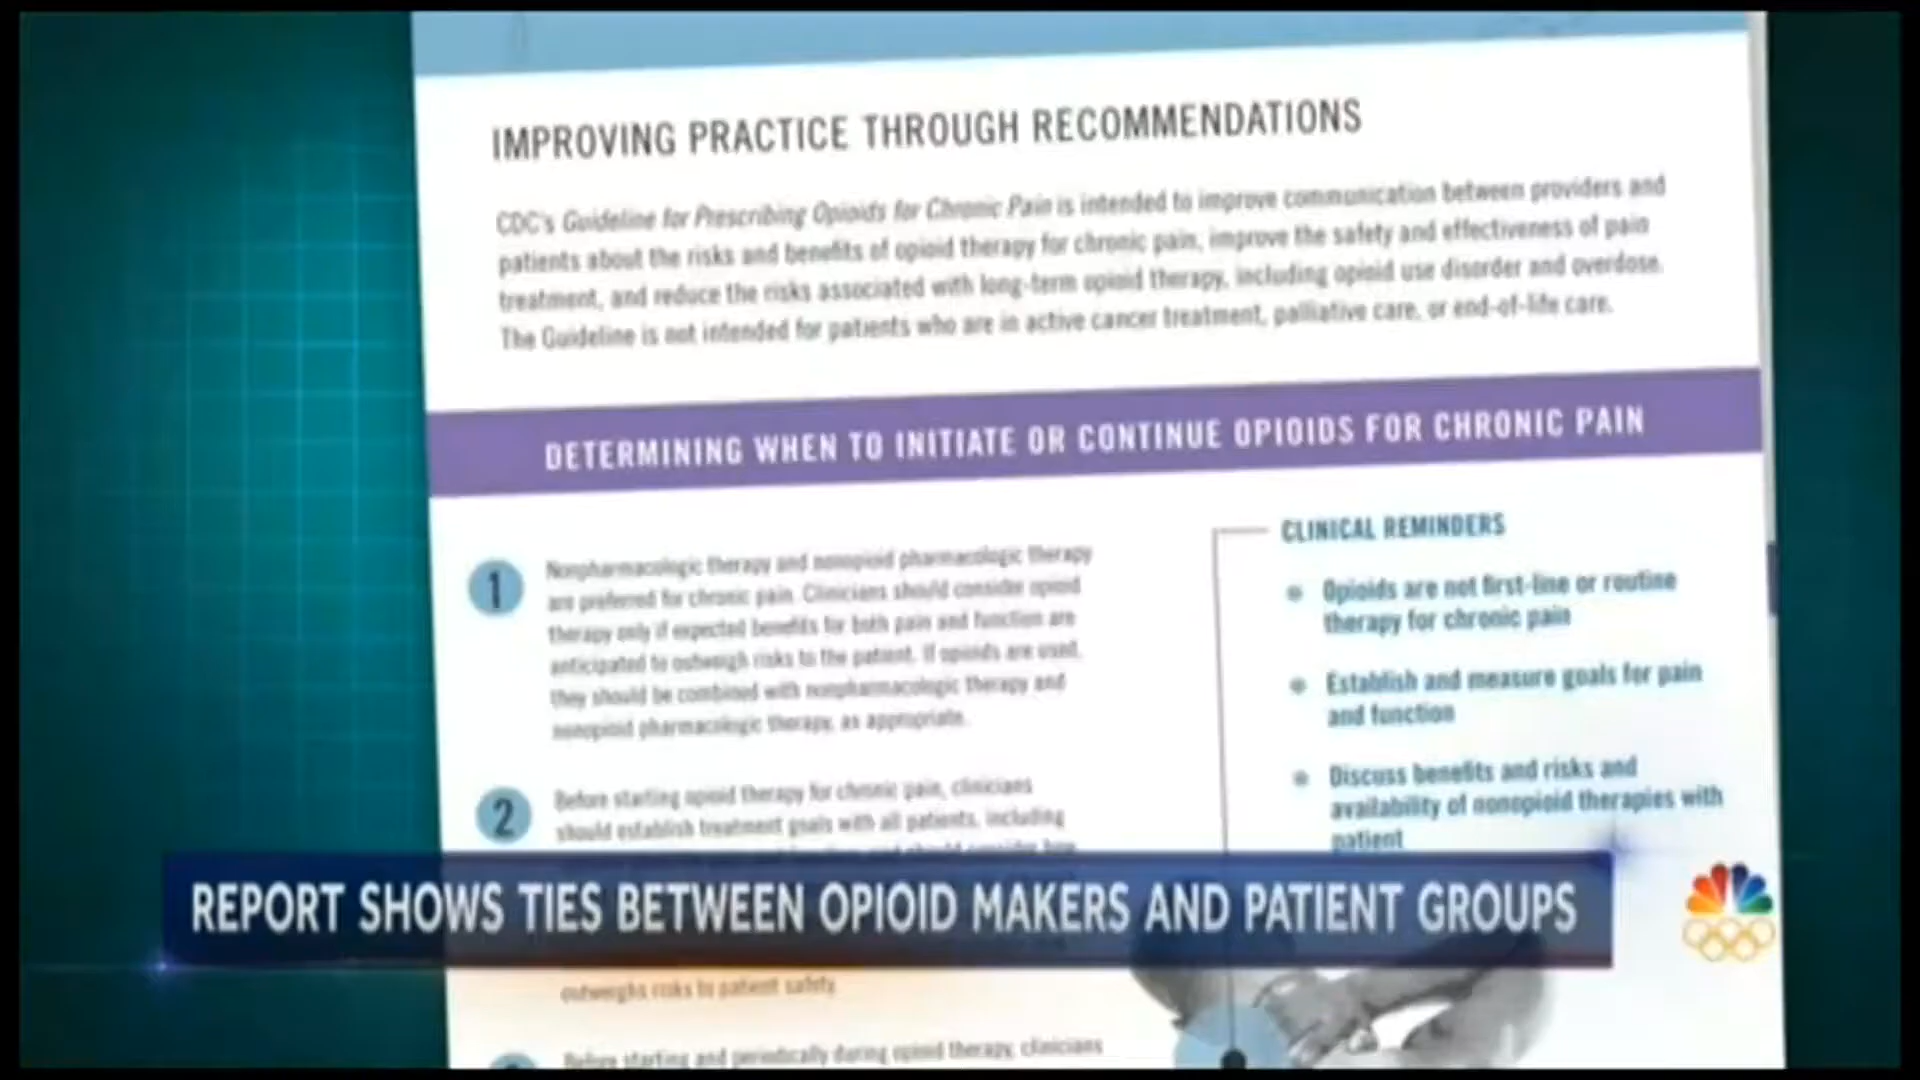 IMPROVING PRACTICE THROUGH RECOMMENDATIONS
CDC's Guideline for Prescribing Opioids for Chronic Pain is intended to improve communication between providers and
patients about the risks and benefits of opioid therapy for chronic pain, improve the safety and effectiveness of pain
treatment, and reduce the risks associated with long-term opioid therapy, including opioid use disorder and overdose.
The Guideline is not intended for patients who are in active cancer treatment, palliative care, or end-of-life care.
DETERMINING WHEN TO INITIATE OR CONTINUE OPIOIDS FOR CHRONIC PAIN
1
Nonpharmacologic therapy and nonopioid pharmacologic therapy
are preferred for chronic pain. Clinicians should consider opioid
therapy only if expected benefits for both pain and function are
anticipated to outweigh risks to the patient. If opioids are used,
they should be combined with nonpharmacologic therapy and
nonopioid pharmacologic therapy, as appropriate.
2
Before starting opioid therapy for chronic pain, clinicians
should establish treatment goals with all patients, including
should consider how
outweighs risks to patient safety.
Before starting and periodically during opioid therapy, clinicians
CLINICAL REMINDERS
• Opioids are not first-line or routine
therapy for chronic pain
• Establish and measure goals for pain
and function
• Discuss benefits and risks and
availability of nonopioid therapies with
patient
REPORT SHOWS TIES BETWEEN OPIOID MAKERS AND PATIENT GROUPS